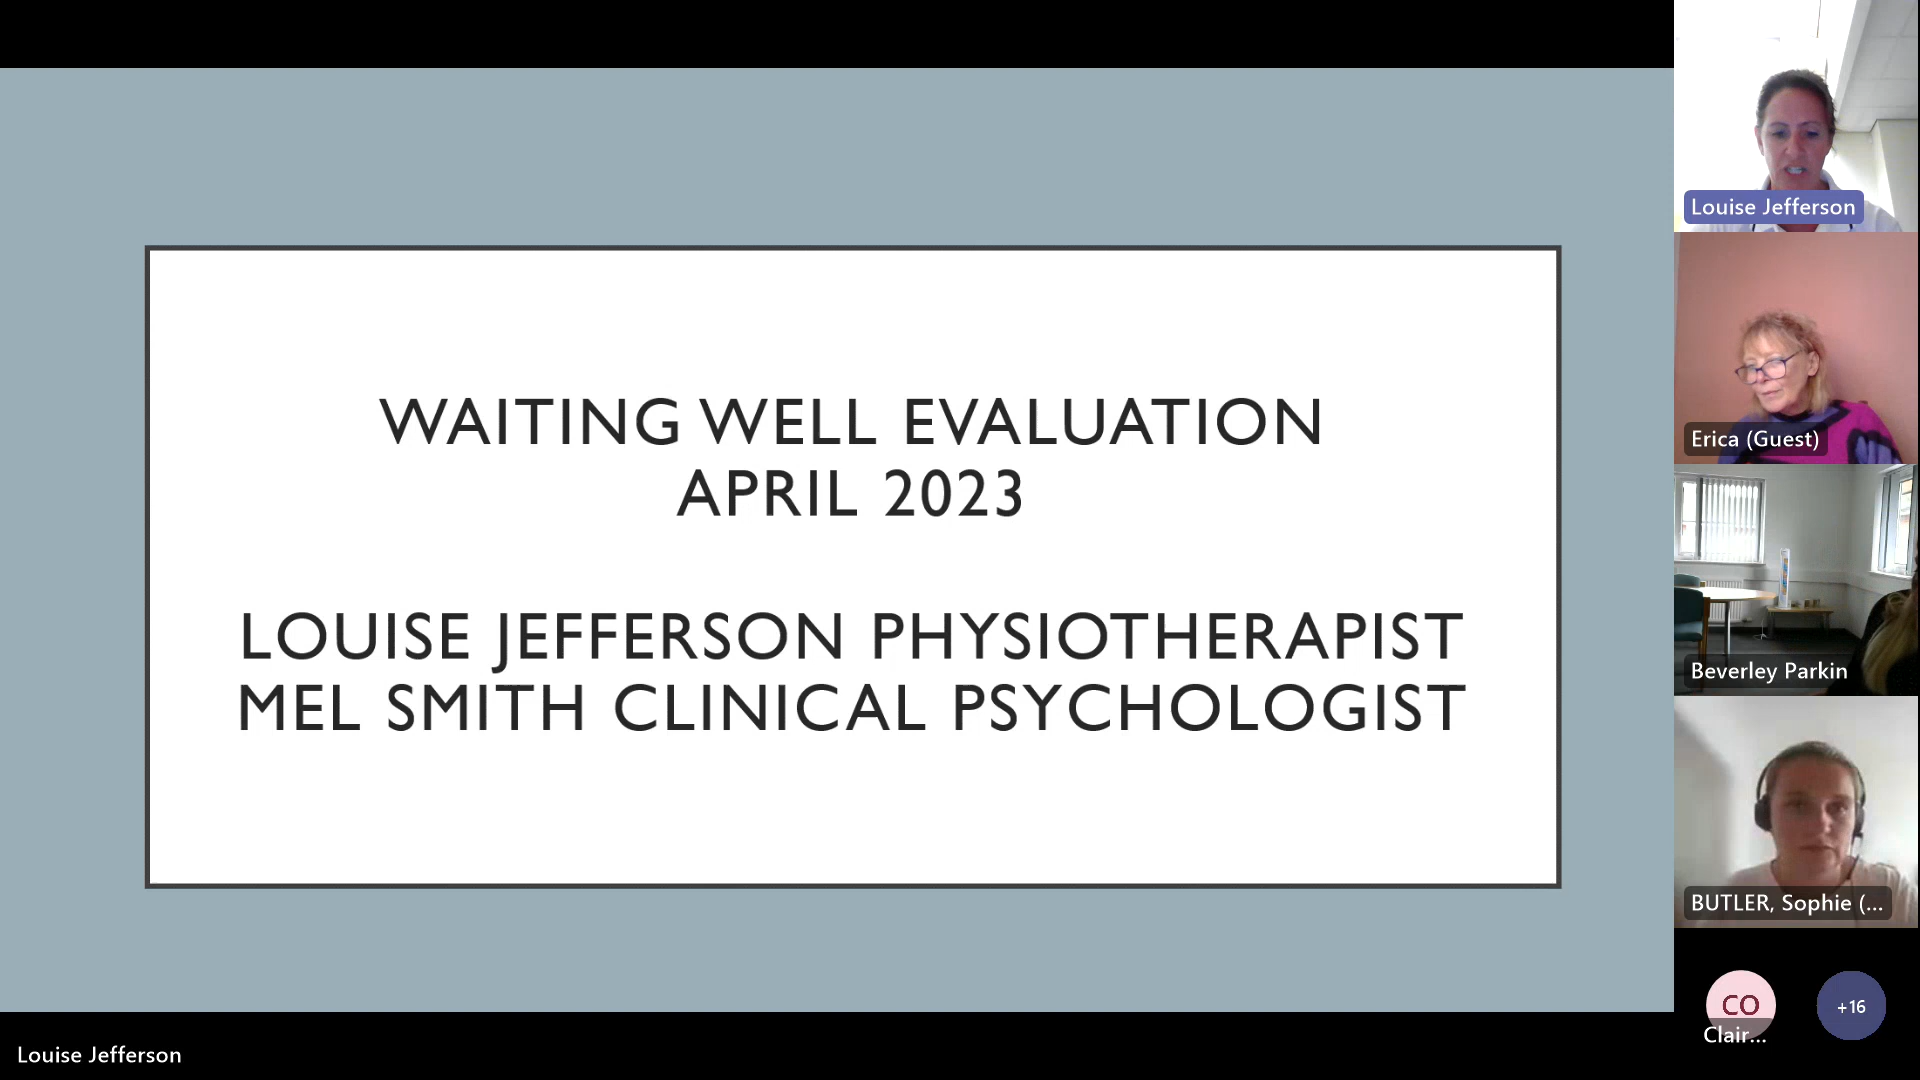 WAITING WELL EVALUATION
APRIL 2023
LOUISE JEFFERSON PHYSIOTHERAPIST
MEL SMITH CLINICAL PSYCHOLOGIST
Louise Jefferson
Erica (Guest)
Beverley Parkin
BUTLER, Sophie (...
CO
Clair...
+16
Louise Jefferson